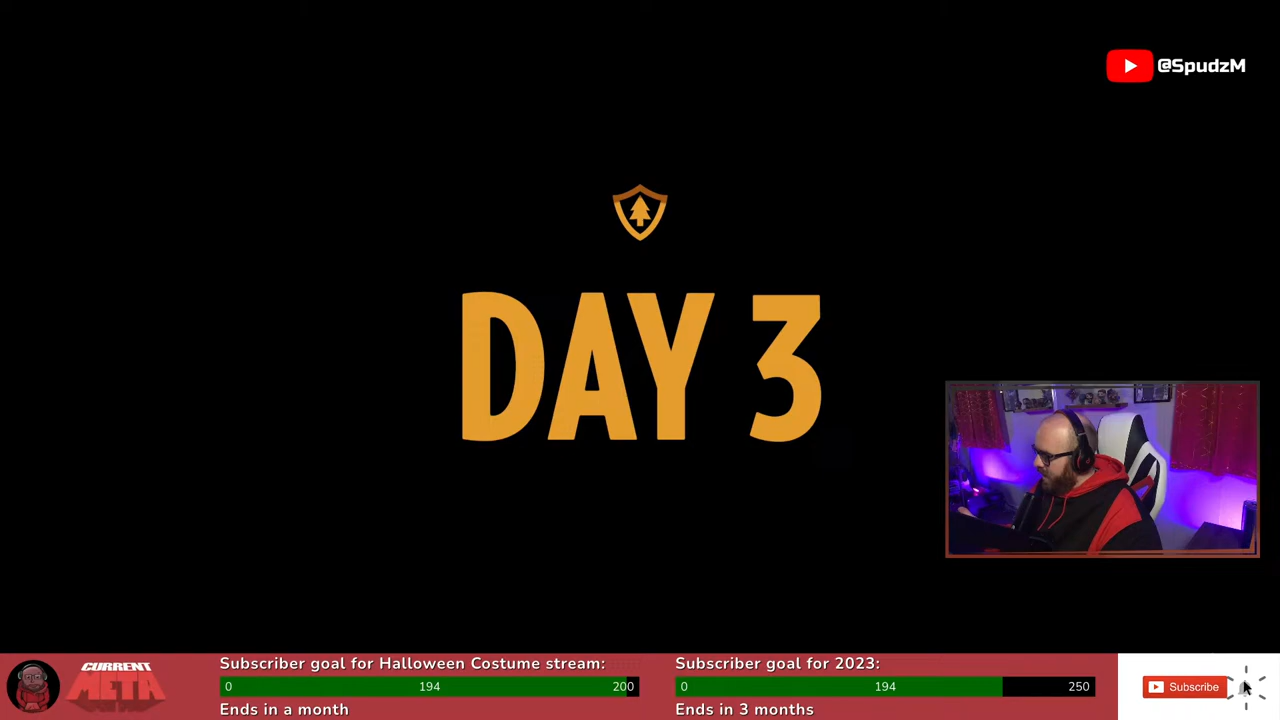 @SpudzM
DAY 3
CURRENT
META
Subscriber goal for Halloween Costume stream:
0 194 200
Ends in a month
Subscriber goal for 2023:
0 194 250
Ends in 3 months
Subscribe